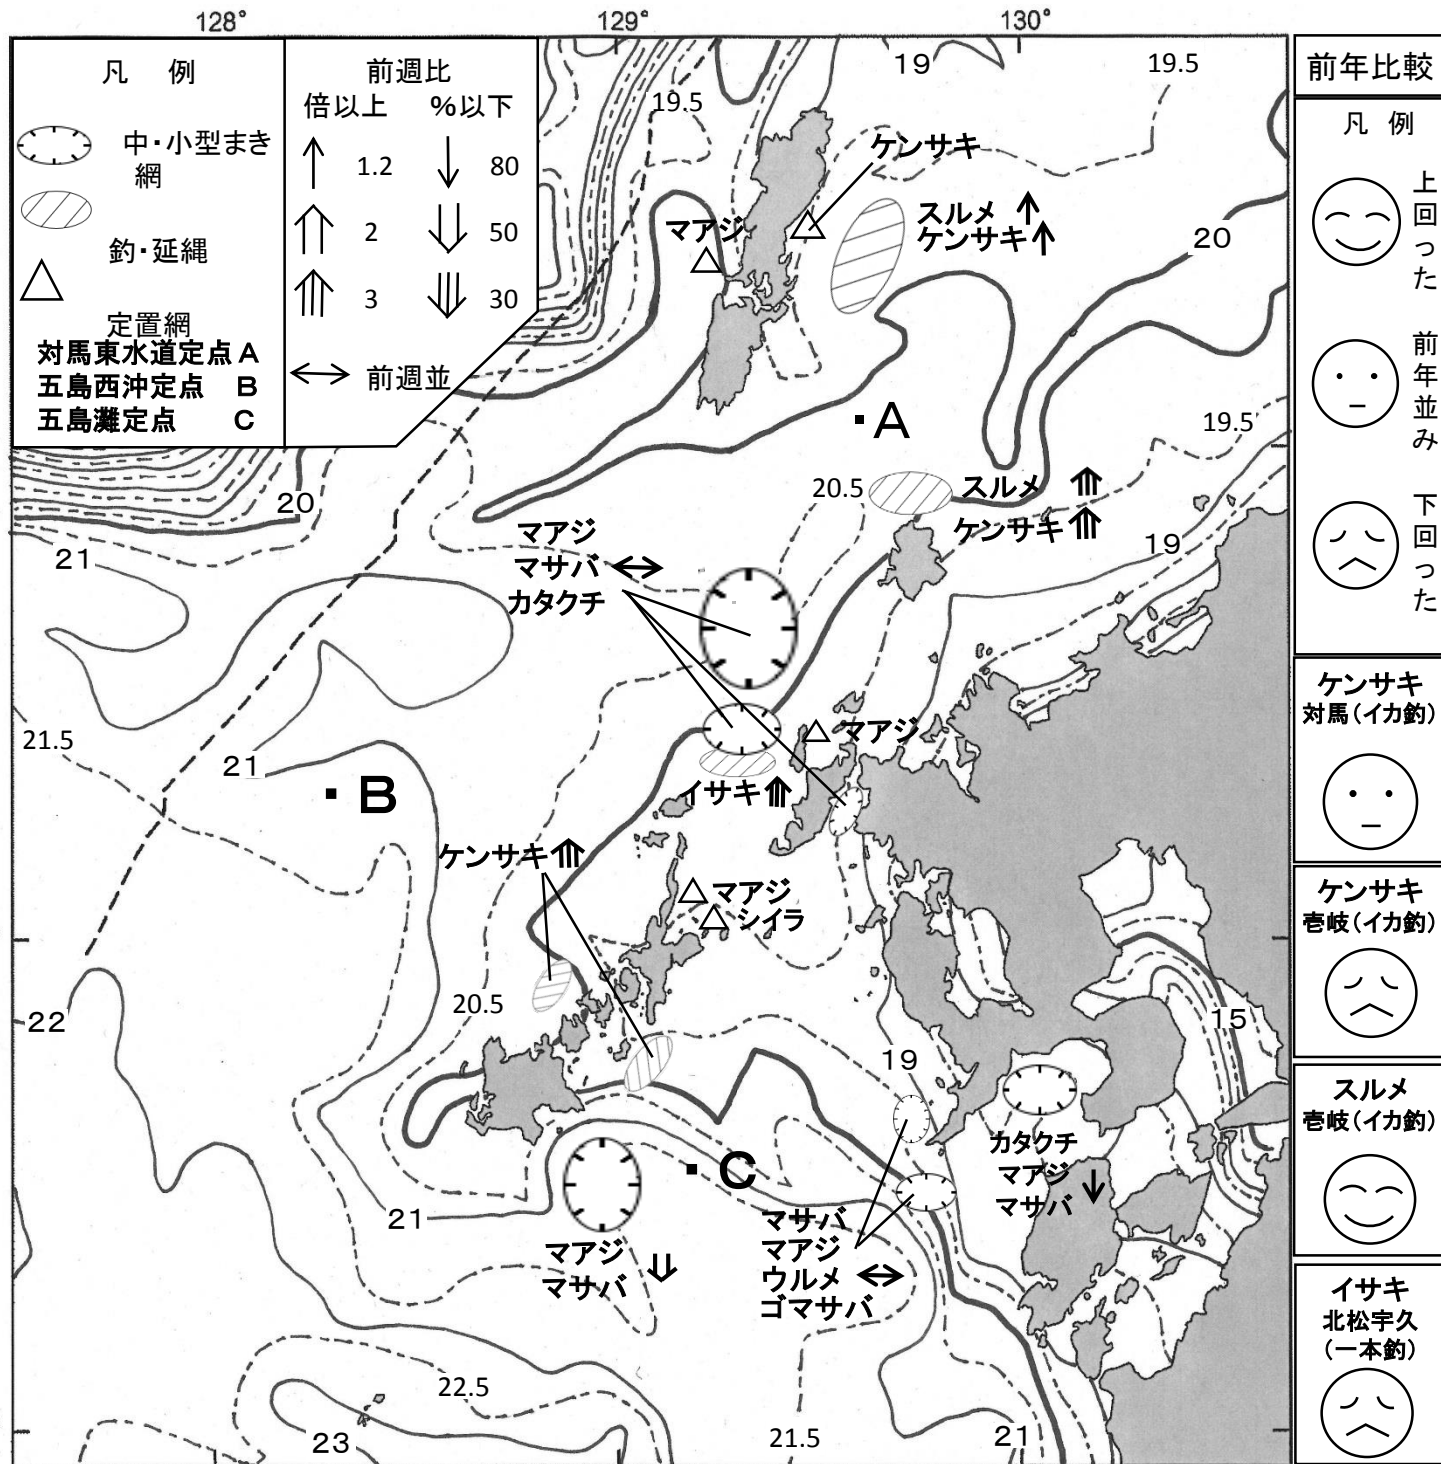 128°
129°
130°
凡 例
中・小型まき
網
釣・延縄
定置網
対馬東水道定点 A
五島西沖定点 B
五島灘定点 C
前週比
倍以上 %以下
1.2 80
2 50
3 30
前週並
前年比較
凡 例
上回った
前年並み
下回った
ケンサキ
対馬(イカ釣)
ケンサキ
壱岐(イカ釣)
スルメ
壱岐(イカ釣)
イサキ
北松宇久
(一本釣)
19
19.5
19.5
ケンサキ
マアジ
スルメ
ケンサキ
20
A
19.5
20.5
スルメ
ケンサキ
19
20
21
マアジ
マサバ
カタクチ
21.5
21
B
マアジ
イサキ
ケンサキ
マアジ
シイラ
20.5
22
15
19
カタクチ
マアジ
マサバ
C
21
マアジ
マサバ
マサバ
マアジ
ウルメ
ゴマサバ
22.5
23
21.5
21